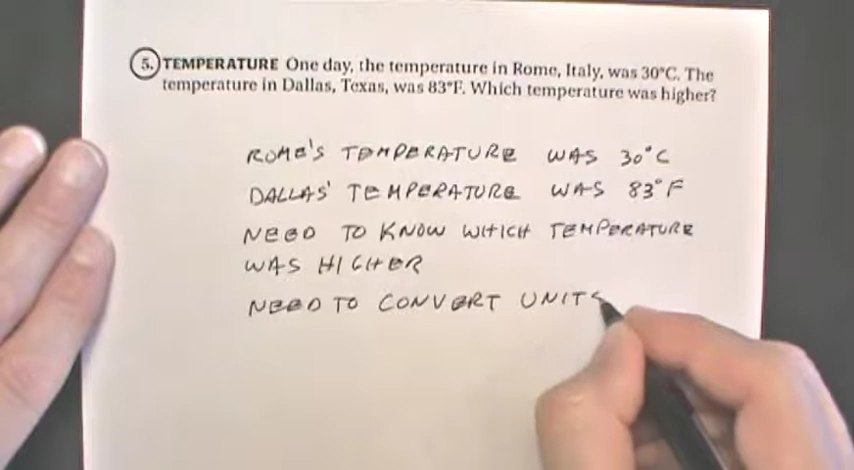 5. TEMPERATURE One day, the temperature in Rome, Italy, was 30°C. The
temperature in Dallas, Texas, was 83°F. Which temperature was higher?
ROME'S TEMPERATURE WAS 30°C
DALLAS' TEMPERATURE WAS 83°F
NEED TO KNOW WHICH TEMPERATURE
WAS HIGHER
NEED TO CONVERT UNITS